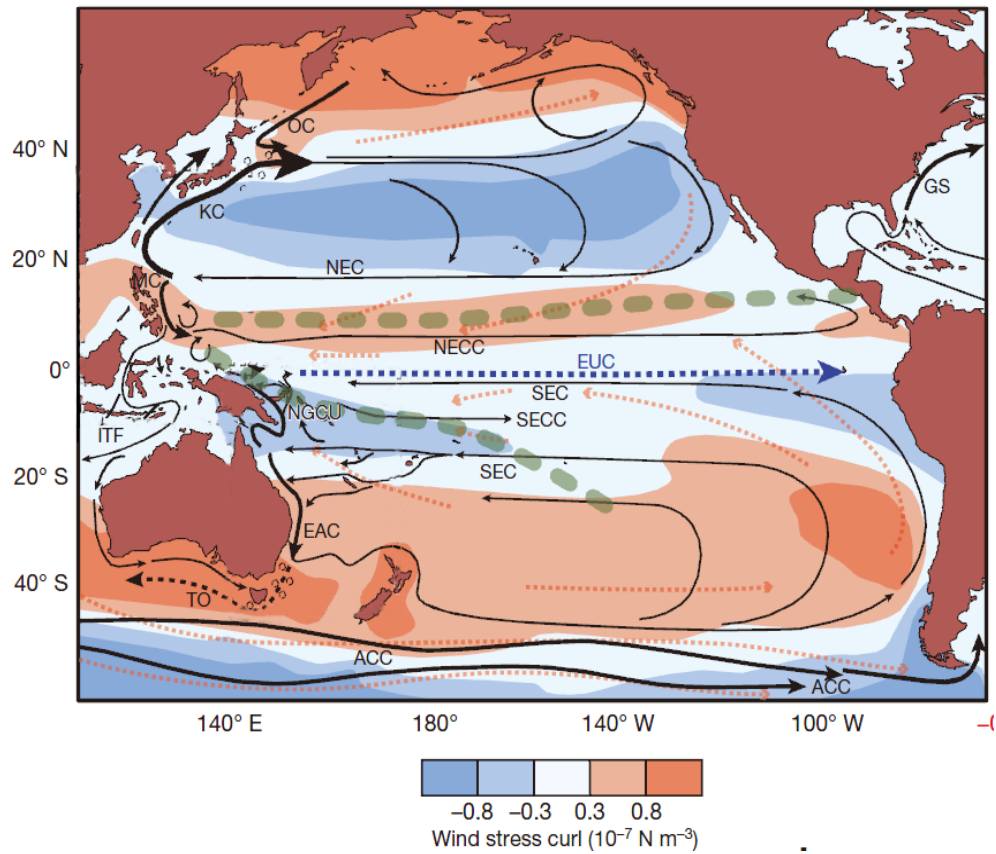 40° N
20° N
0°
20° S
40° S
OC
KC
GS
NEC
MC
NECC
EUC
SEC
NGCU
SECC
ITF
SEC
EAC
TO
ACC
ACC
140° E
180°
140° W
100° W
–0.8
–0.3
0.3
0.8
Wind stress curl (10⁻⁷ N m⁻³)